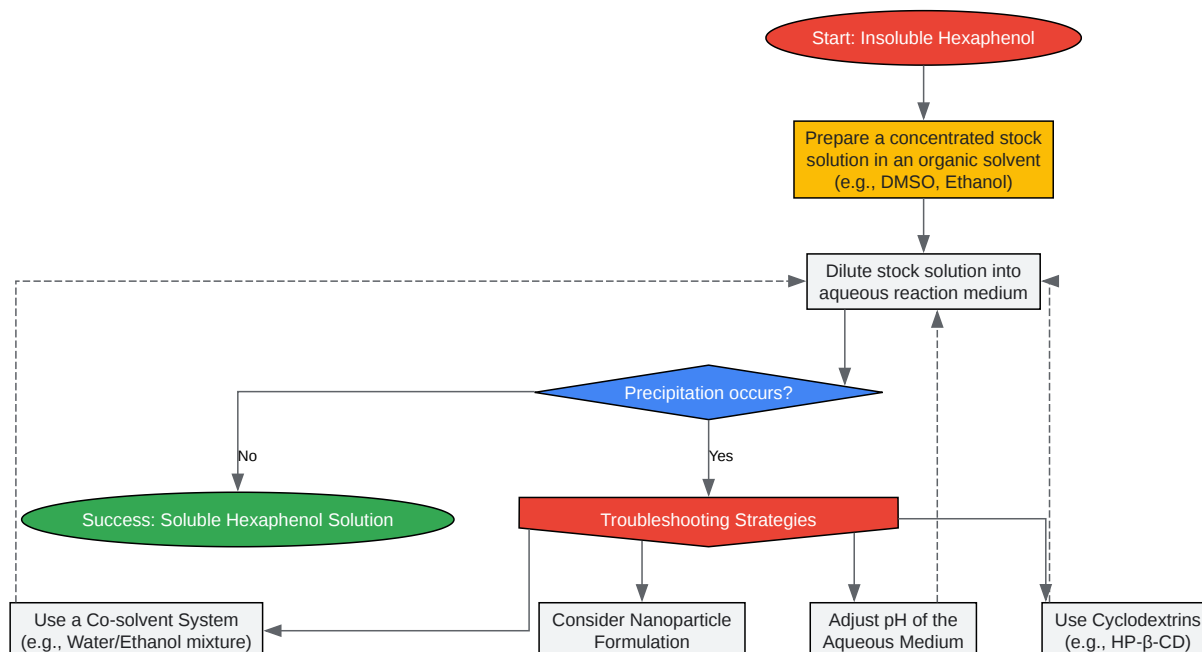 Start: Insoluble Hexaphenol
Prepare a concentrated stock
solution in an organic solvent
(e.g., DMSO, Ethanol)
Dilute stock solution into
aqueous reaction medium
Precipitation occurs?
No
Yes
Success: Soluble Hexaphenol Solution
Troubleshooting Strategies
Use a Co-solvent System
(e.g., Water/Ethanol mixture)
Consider Nanoparticle
Formulation
Adjust pH of the
Aqueous Medium
Use Cyclodextrins
(e.g., HP-β-CD)